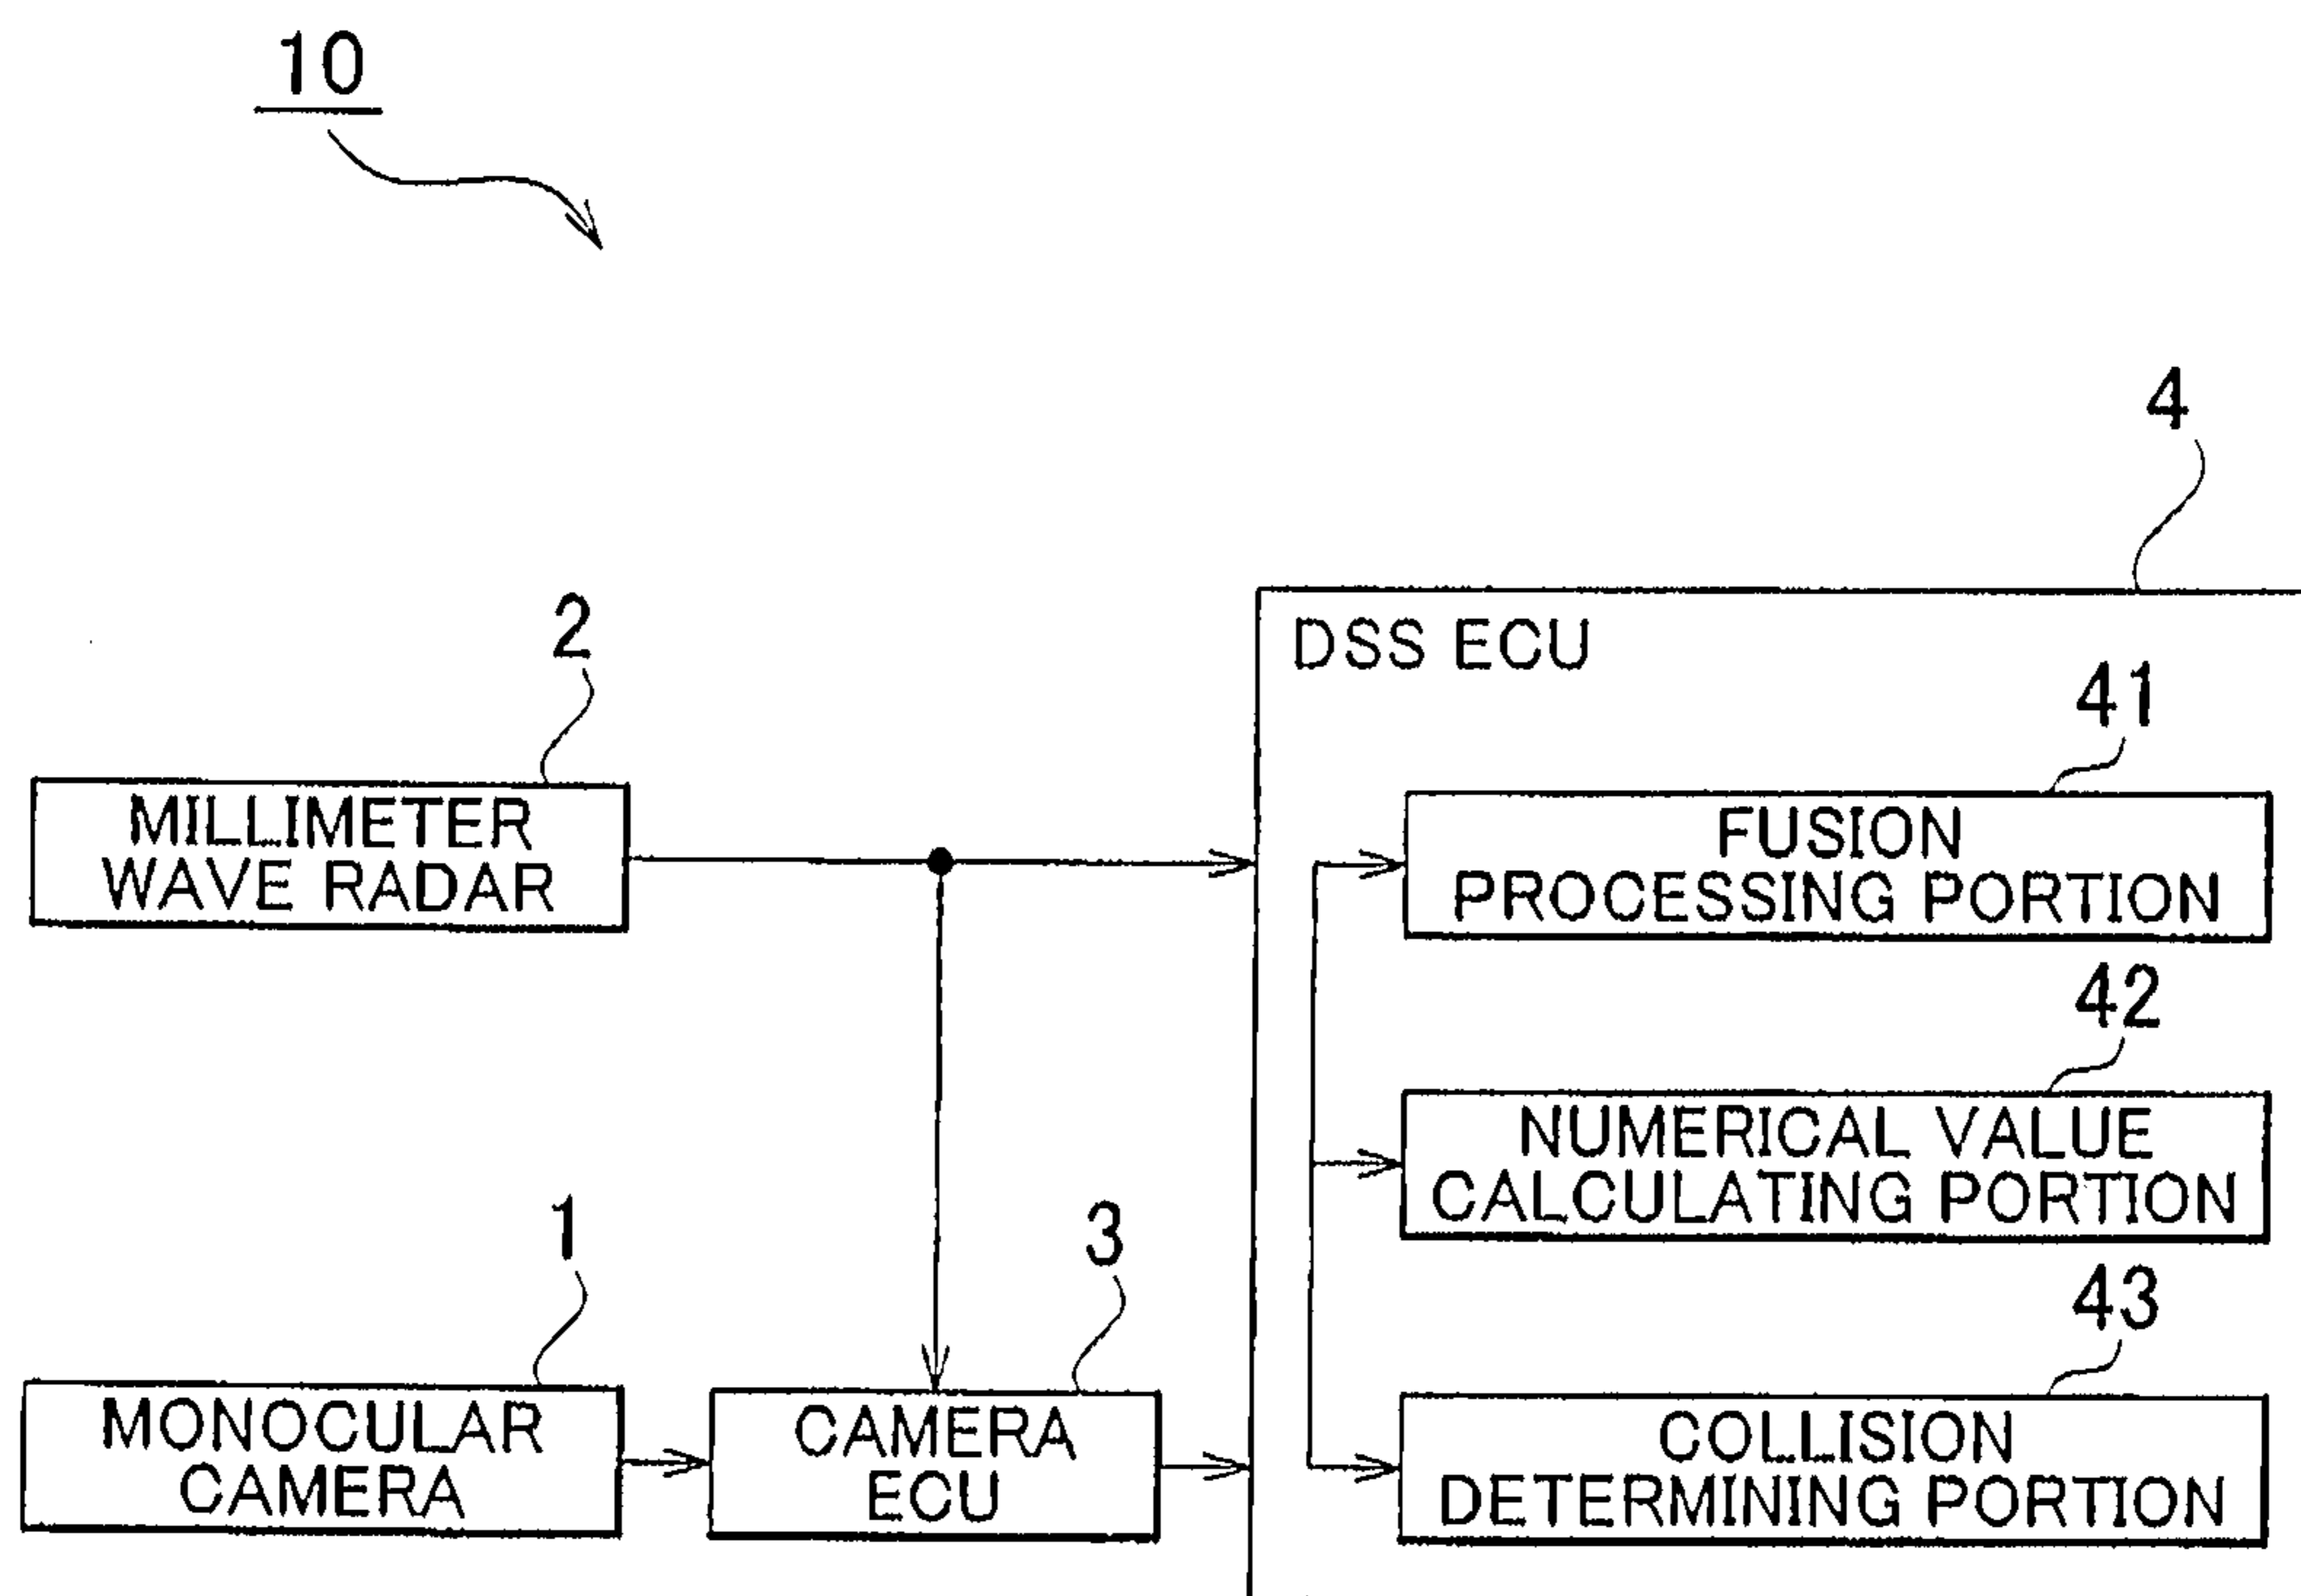 10
4
DSS ECU
2
41
MILLIMETER
WAVE RADAR
FUSION
PROCESSING PORTION
42
NUMERICAL VALUE
CALCULATING PORTION
1
3
43
MONOCULAR
CAMERA
CAMERA
ECU
COLLISION
DETERMINING PORTION